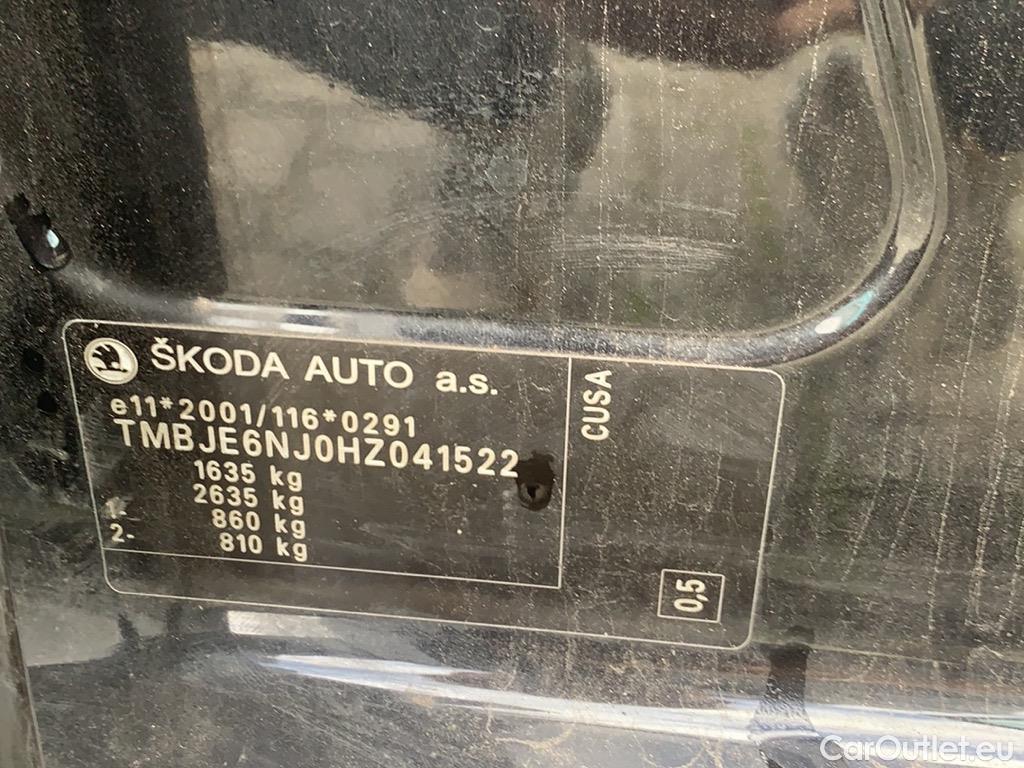 ŠKODA AUTO a.s.
e11*2001/116*0291
TMBJE6NJ0HZ041522
1635 kg
2635 kg
1- 860 kg
2- 810 kg
CUSA
0,5
CarOutlet.eu